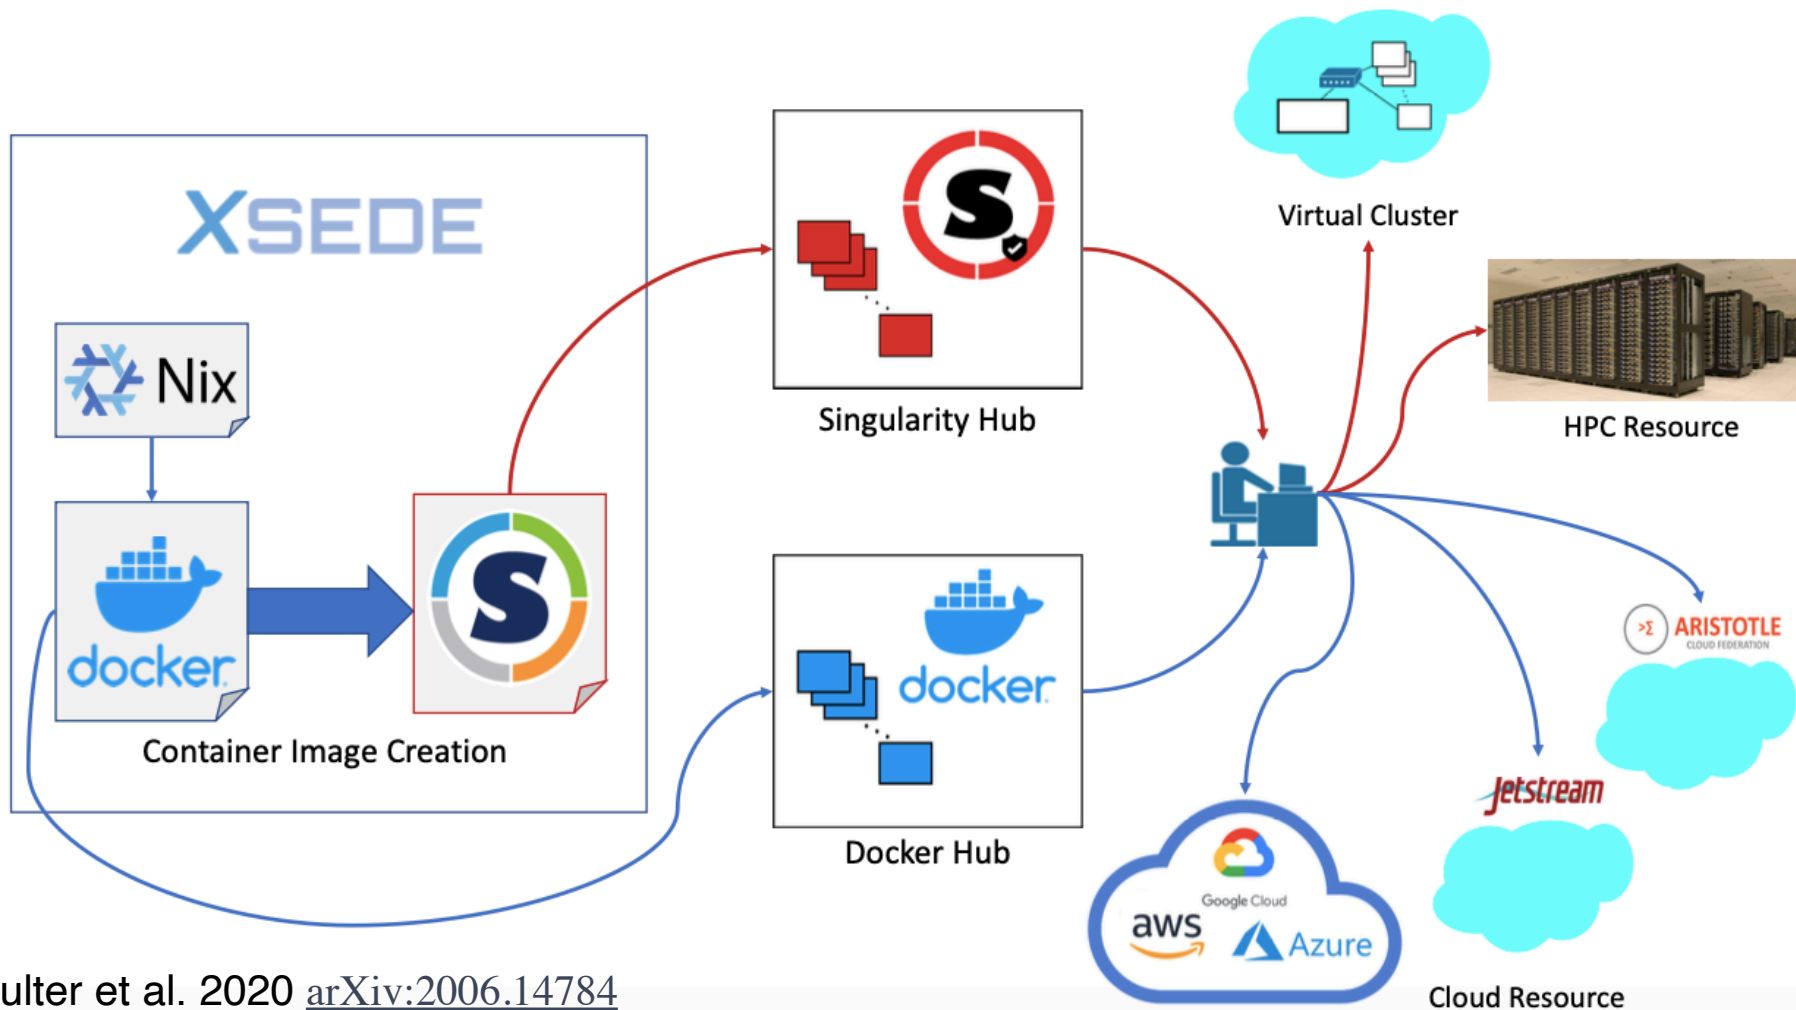 XSEDE
Nix
docker
S
Container Image Creation
S
Singularity Hub
docker
Docker Hub
Virtual Cluster
HPC Resource
>Σ ARISTOTLE
CLOUD FEDERATION
Jetstream
Google Cloud
aws
Azure
Cloud Resource
ulter et al. 2020 arXiv:2006.14784